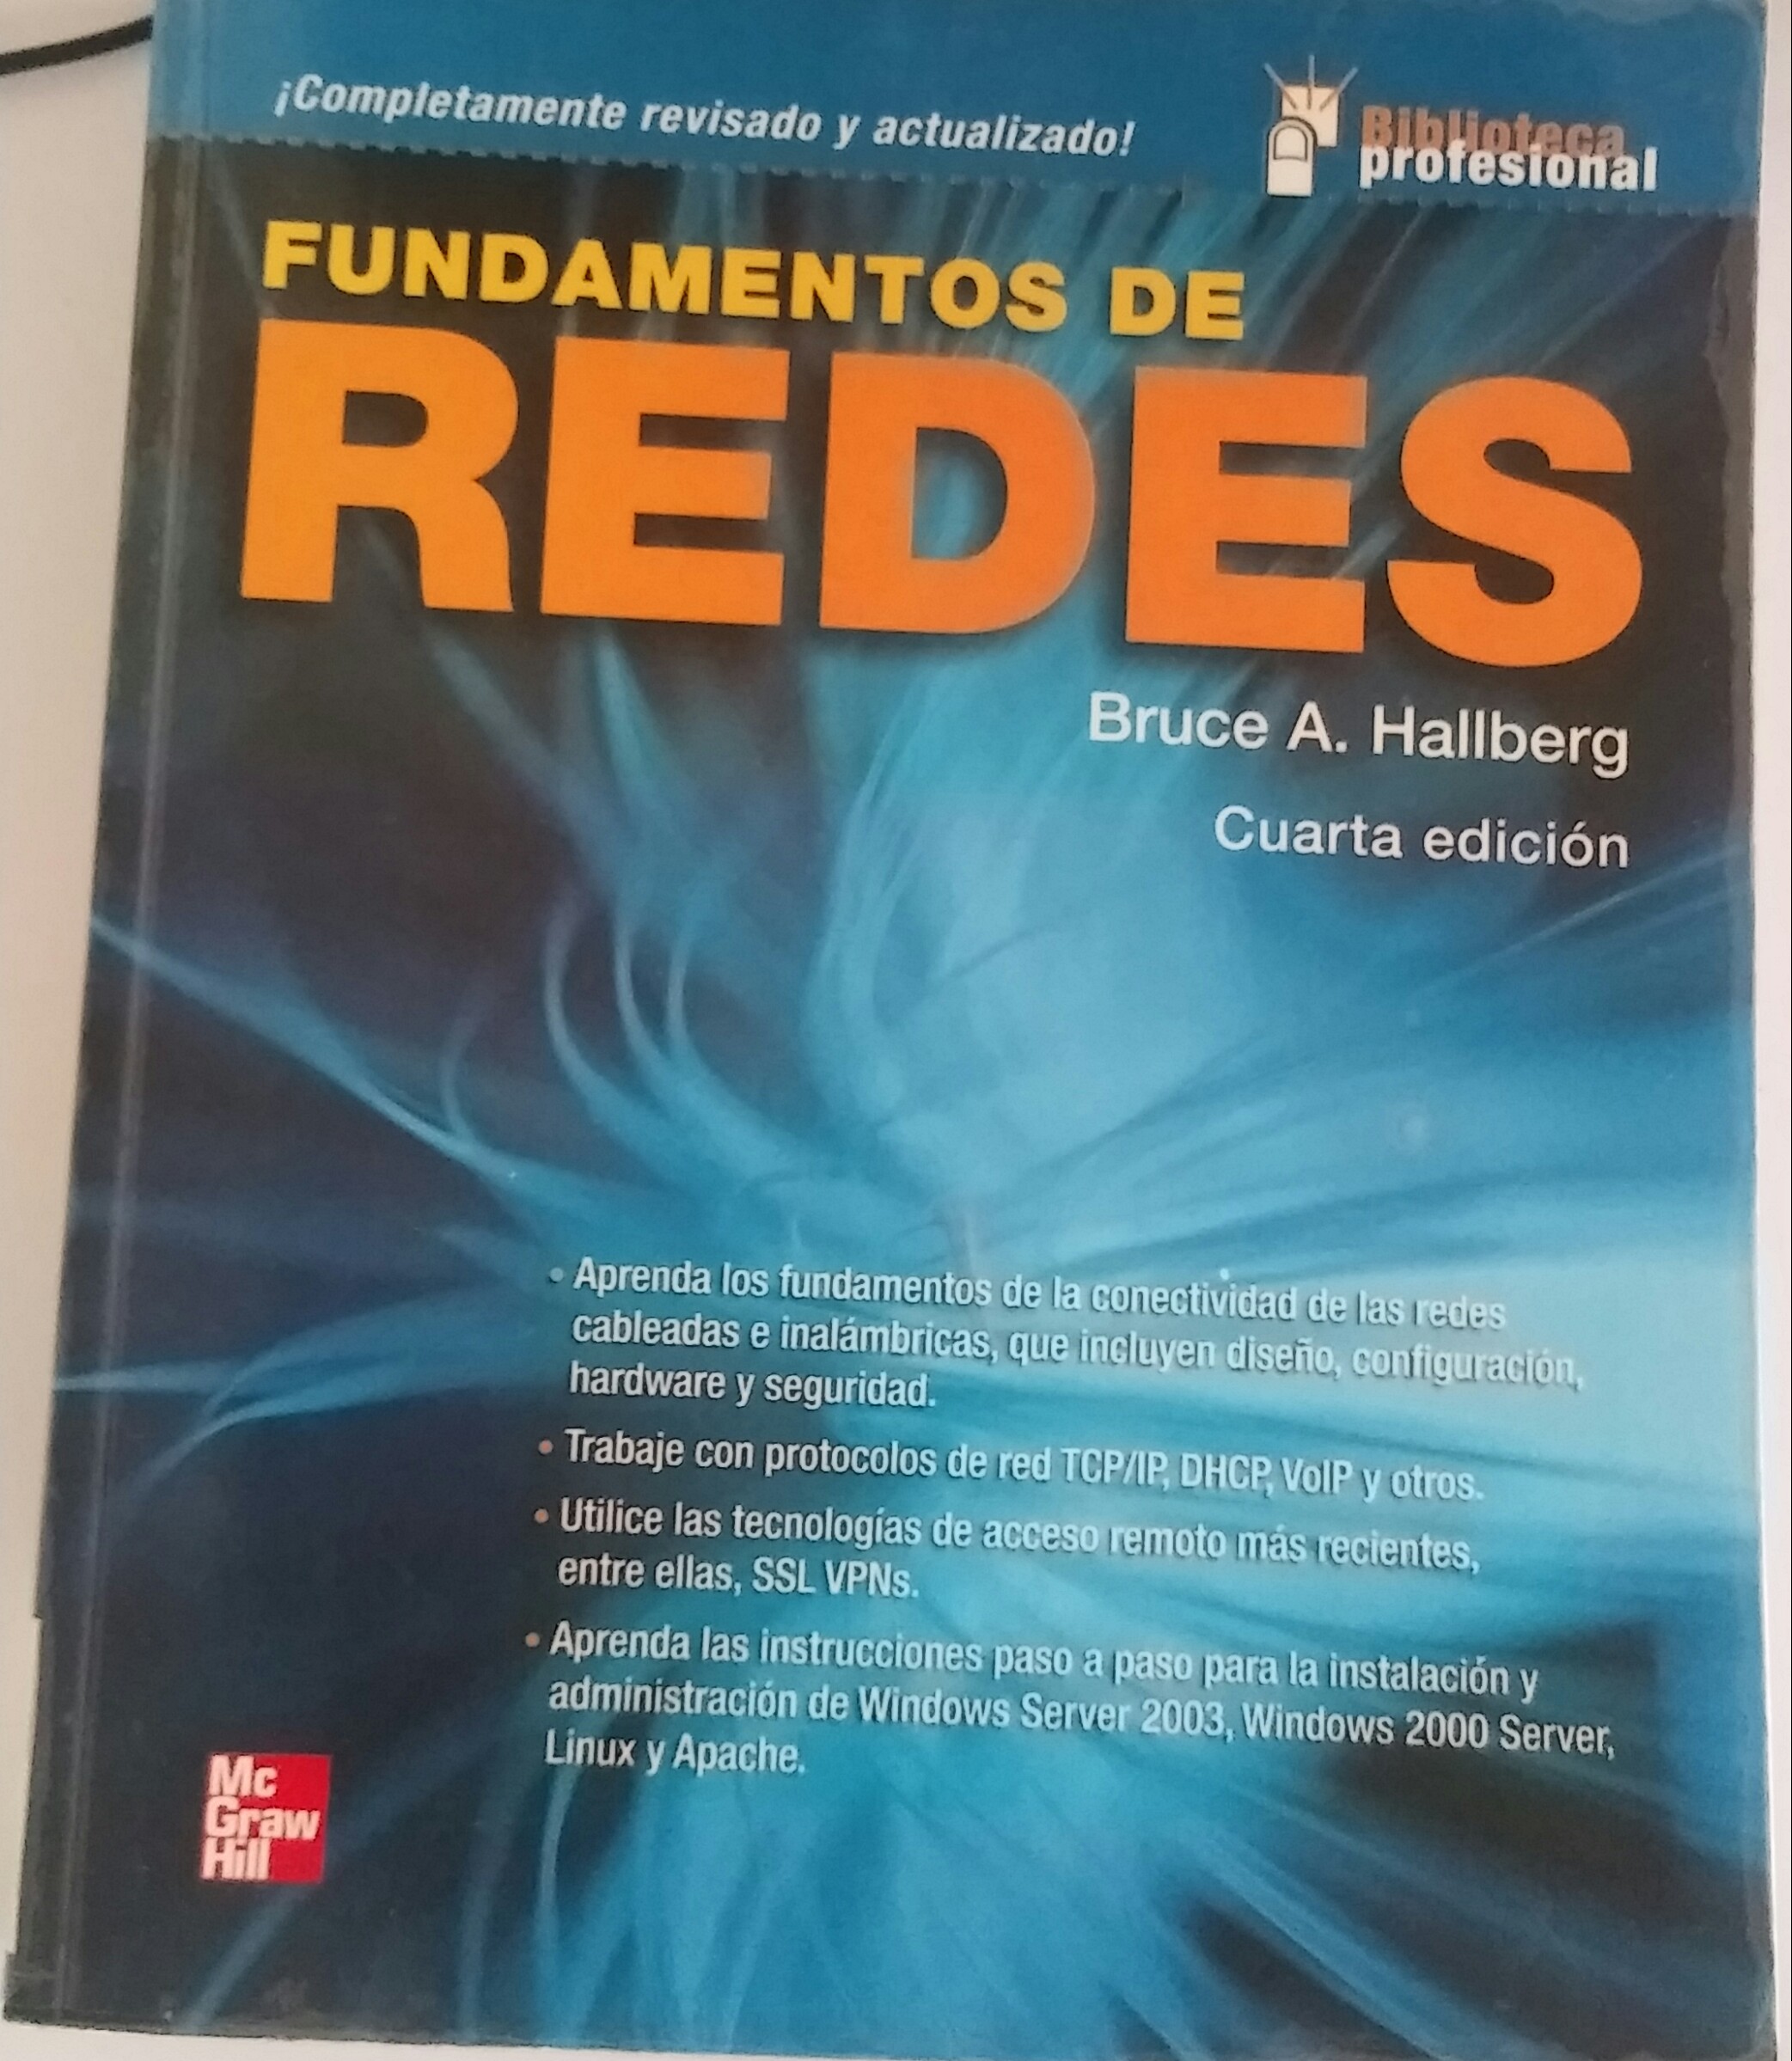 ¡Completamente revisado y actualizado!
Biblioteca
profesional
FUNDAMENTOS DE
REDES
Bruce A. Hallberg
Cuarta edición
• Aprenda los fundamentos de la conectividad de las redes
cableadas e inalámbricas, que incluyen diseño, configuración,
hardware y seguridad.
• Trabaje con protocolos de red TCP/IP, DHCP, VoIP y otros.
• Utilice las tecnologías de acceso remoto más recientes,
entre ellas, SSL VPNs.
• Aprenda las instrucciones paso a paso para la instalación y
administración de Windows Server 2003, Windows 2000 Server,
Linux y Apache.
Mc
Graw
Hill